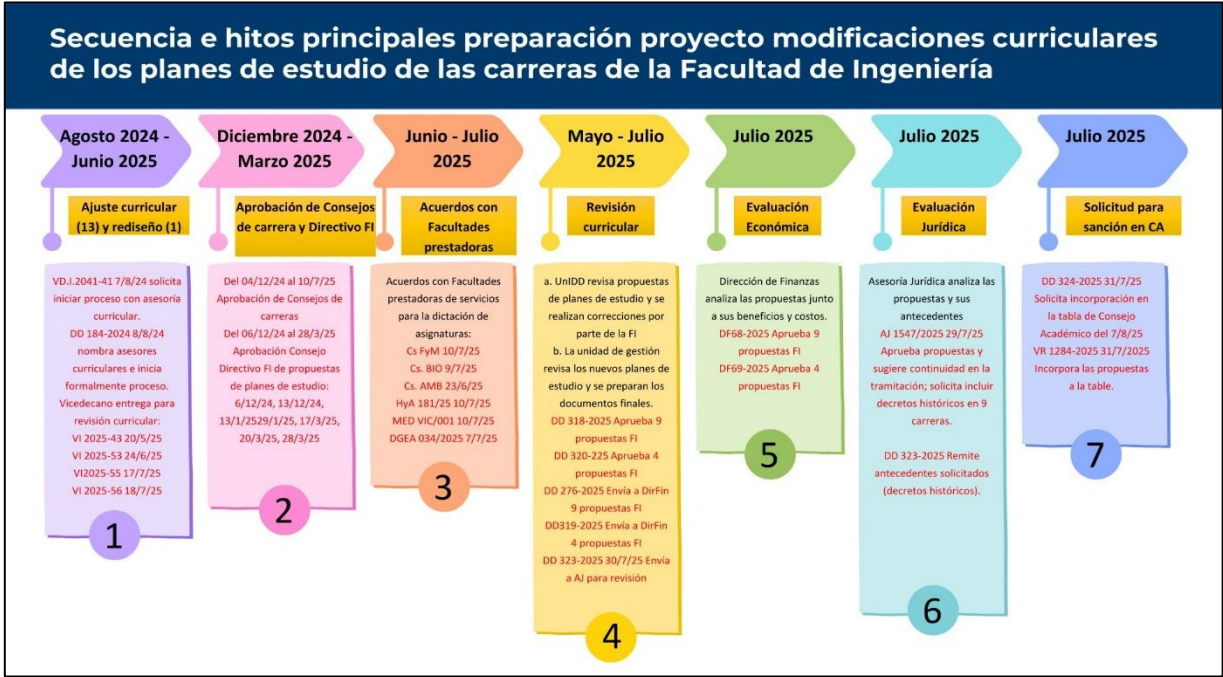 Secuencia e hitos principales preparación proyecto modificaciones curriculares
de los planes de estudio de las carreras de la Facultad de Ingeniería
Agosto 2024 -
Junio 2025
Ajuste curricular
(13) y rediseño (1)
VD.I.2041-41 7/8/24 solicita
iniciar proceso con asesoría
curricular.
DD 184-2024 8/8/24
nombra asesores
curriculares e inicia
formalmente proceso.
Vicedecano entrega para
revisión curricular:
VI 2025-43 20/5/25
VI 2025-53 24/6/25
VI2025-55 17/7/25
VI 2025-56 18/7/25
1
Diciembre 2024 -
Marzo 2025
Aprobación de Consejos
de carrera y Directivo FI
Del 04/12/24 al 10/7/25
Aprobación de Consejos de
carreras
Del 06/12/24 al 28/3/25
Aprobación Consejo
Directivo FI de propuestas
de planes de estudio:
6/12/24, 13/12/24,
13/1/2529/1/25, 17/3/25,
20/3/25, 28/3/25
2
Junio - Julio
2025
Acuerdos con
Facultades
prestadoras
Acuerdos con Facultades
prestadoras de servicios
para la dictación de
asignaturas:
Cs FyM 10/7/25
Cs. BIO 9/7/25
Cs. AMB 23/6/25
HyA 181/25 10/7/25
MED VIC/001 10/7/25
DGEA 034/2025 7/7/25
3
Mayo - Julio
2025
Revisión
curricular
a. UnIDD revisa propuestas
de planes de estudio y se
realizan correcciones por
parte de la FI
b. La unidad de gestión
revisa los nuevos planes de
estudio y se preparan los
documentos finales.
DD 318-2025 Aprueba 9
propuestas FI
DD 320-225 Aprueba 4
propuestas FI
DD 276-2025 Envía a DirFin
9 propuestas FI
DD319-2025 Envía a DirFin
4 propuestas FI
DD 323-2025 30/7/25 Envía
a AJ para revisión
4
Julio 2025
Evaluación
Económica
Dirección de Finanzas
analiza las propuestas junto
a sus beneficios y costos.
DF68-2025 Aprueba 9
propuestas FI
DF69-2025 Aprueba 4
propuestas FI
5
Julio 2025
Evaluación
Jurídica
Asesoría Jurídica analiza las
propuestas y sus
antecedentes
AJ 1547/2025 29/7/25
Aprueba propuestas y
sugiere continuidad en la
tramitación; solicita incluir
decretos históricos en 9
carreras.
DD 323-2025 Remite
antecedentes solicitados
(decretos históricos).
6
Julio 2025
Solicitud para
sanción en CA
DD 324-2025 31/7/25
Solicita incorporación en
la tabla de Consejo
Académico del 7/8/25
VR 1284-2025 31/7/2025
Incorpora las propuestas
a la table.
7